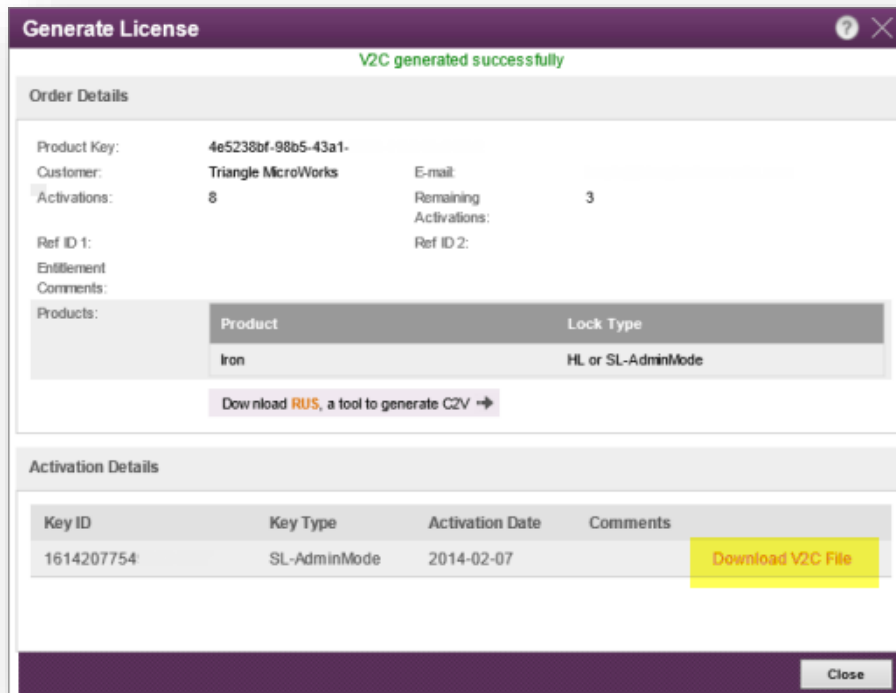 Generate License
?
V2C generated successfully
Order Details
Product Key: 4e5238bf-98b5-43a1-
Customer: Triangle MicroWorks E-mail:
Activations: 8 Remaining Activations: 3
Ref ID 1: Ref ID 2:
Entitlement
Comments:
Products:
Product Lock Type
Iron HL or SL-AdminMode
Download RUS, a tool to generate C2V
Activation Details
Key ID Key Type Activation Date Comments
1614207754 SL-AdminMode 2014-02-07 Download V2C File
Close